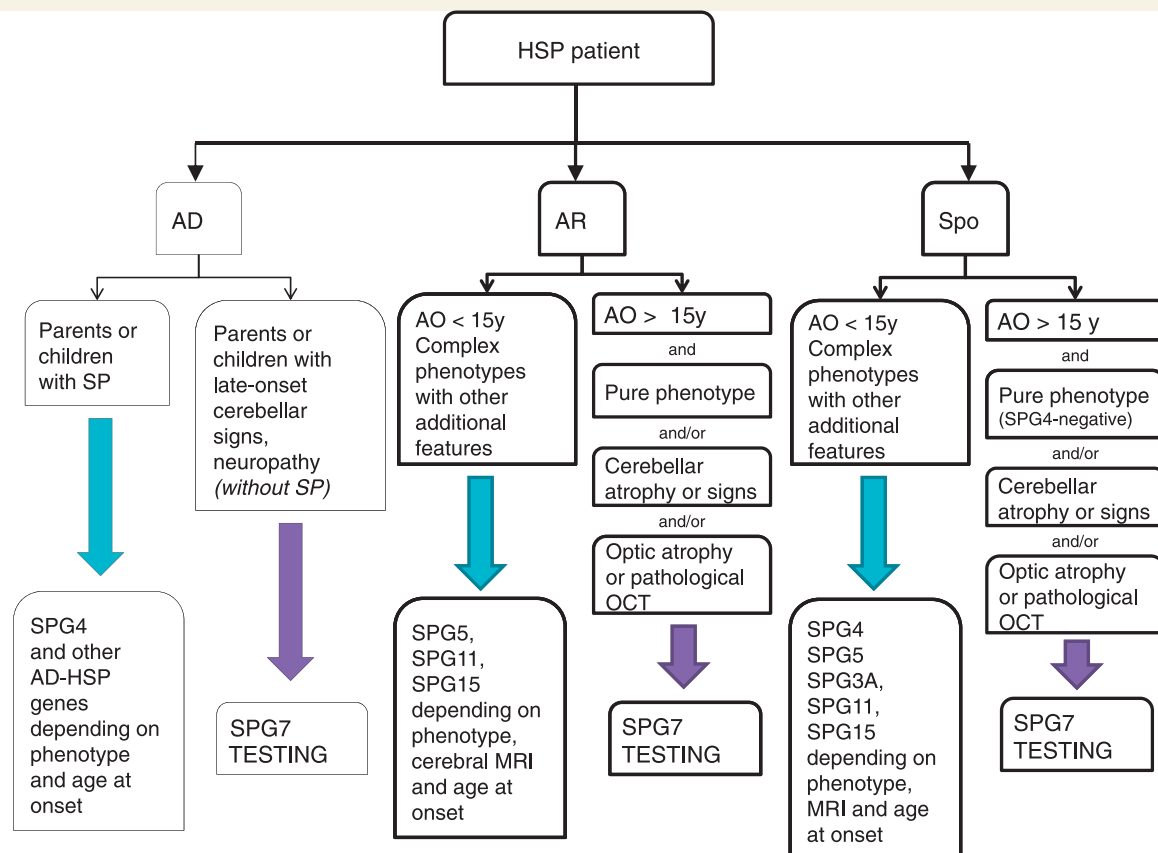 HSP patient
AD
AR
Spo
Parents or
children
with SP
Parents or
children with
late-onset
cerebellar
signs,
neuropathy
(without SP)
AO < 15y
Complex
phenotypes
with other
additional
features
AO > 15y
and
Pure phenotype
and/or
Cerebellar
atrophy or signs
and/or
Optic atrophy
or pathological
OCT
AO < 15y
Complex
phenotypes
with other
additional
features
AO > 15 y
and
Pure phenotype
(SPG4-negative)
and/or
Cerebellar
atrophy or signs
and/or
Optic atrophy
or pathological
OCT
SPG4
and other
AD-HSP
genes
depending on
phenotype
and age at
onset
SPG7
TESTING
SPG5,
SPG11,
SPG15
depending on
phenotype,
cerebral MRI
and age at
onset
SPG7
TESTING
SPG4
SPG5
SPG3A,
SPG11,
SPG15
depending on
phenotype,
MRI and age
at onset
SPG7
TESTING